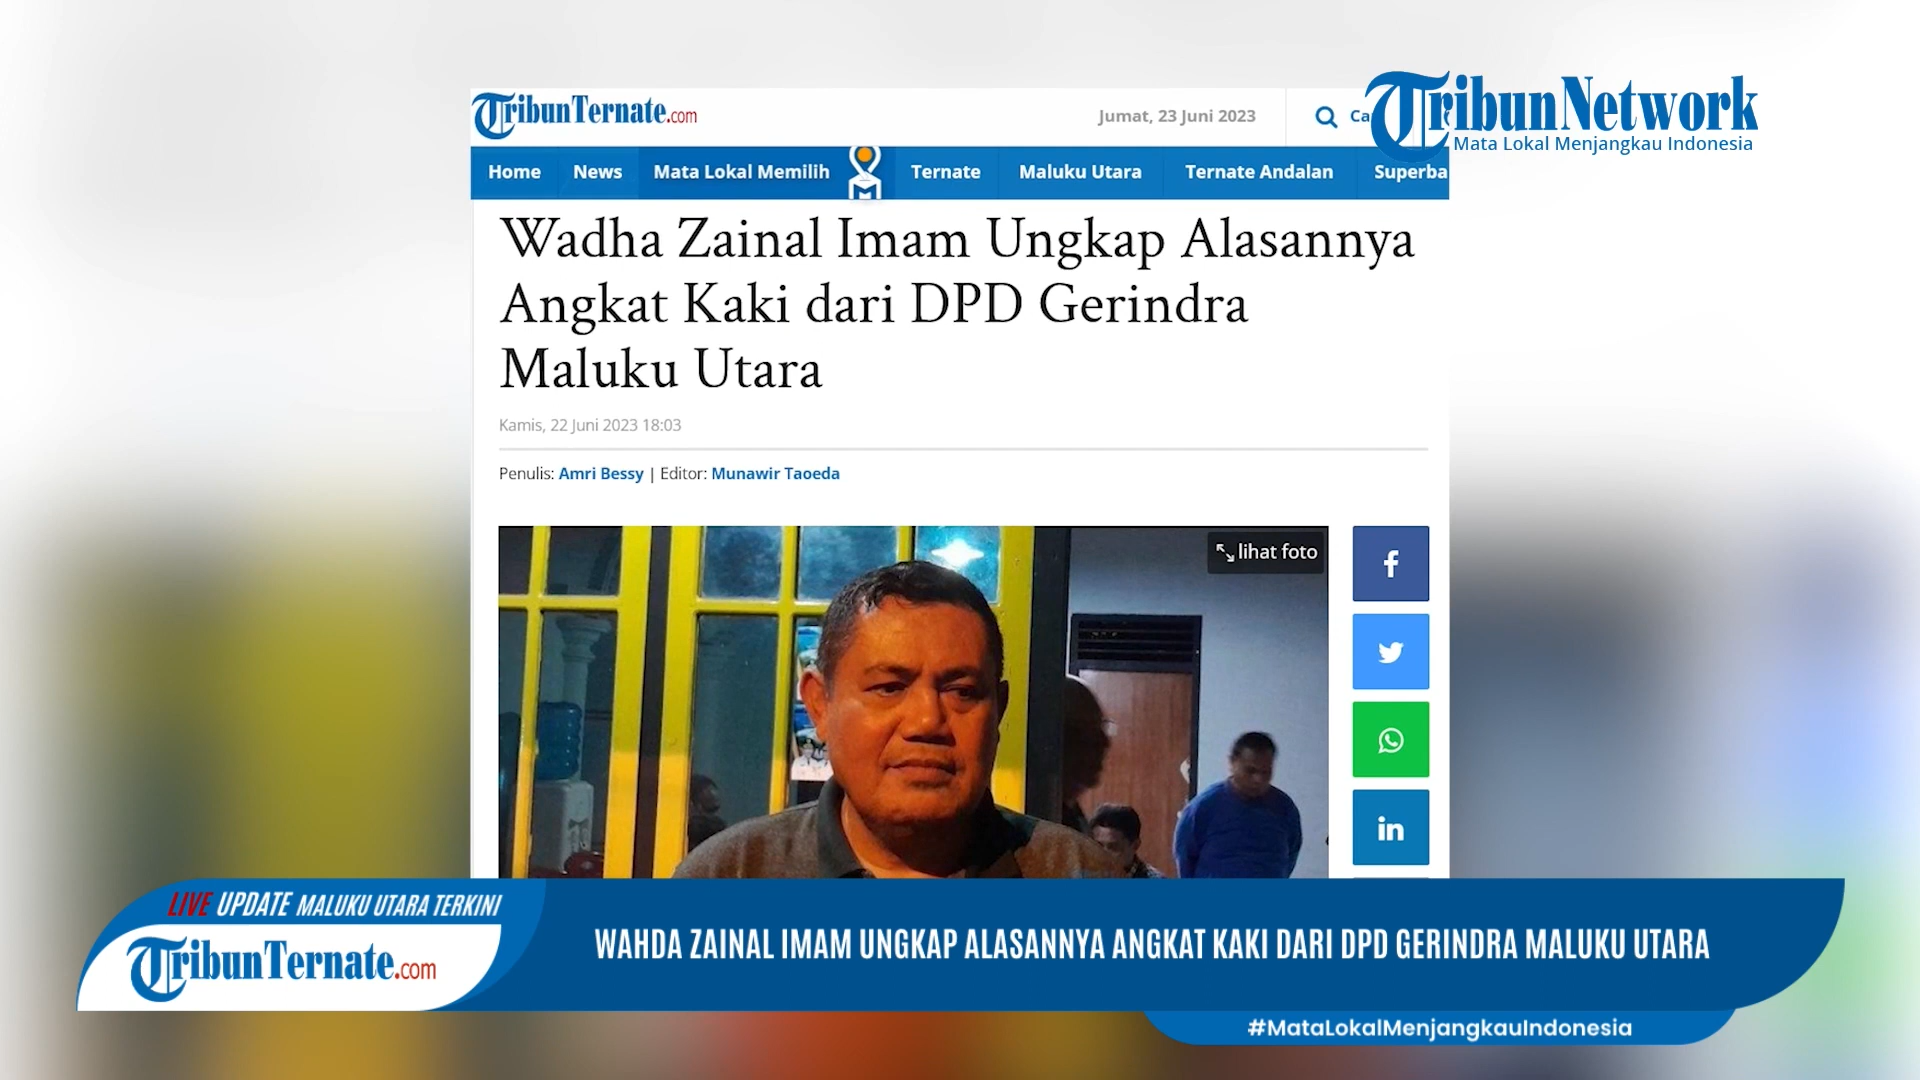 TribunTernate.com
Jumat, 23 Juni 2023
Ca
TribunNetwork
Mata Lokal Menjangkau Indonesia
Home News Mata Lokal Memilih Ternate Maluku Utara Ternate Andalan Superba
Wadha Zainal Imam Ungkap Alasannya
Angkat Kaki dari DPD Gerindra
Maluku Utara
Kamis, 22 Juni 2023 18:03
Penulis: Amri Bessy | Editor: Munawir Taoeda
lihat foto
LIVE UPDATE MALUKU UTARA TERKINI
TribunTernate.com
WAHDA ZAINAL IMAM UNGKAP ALASANNYA ANGKAT KAKI DARI DPD GERINDRA MALUKU UTARA
#MataLokalMenjangkauIndonesia